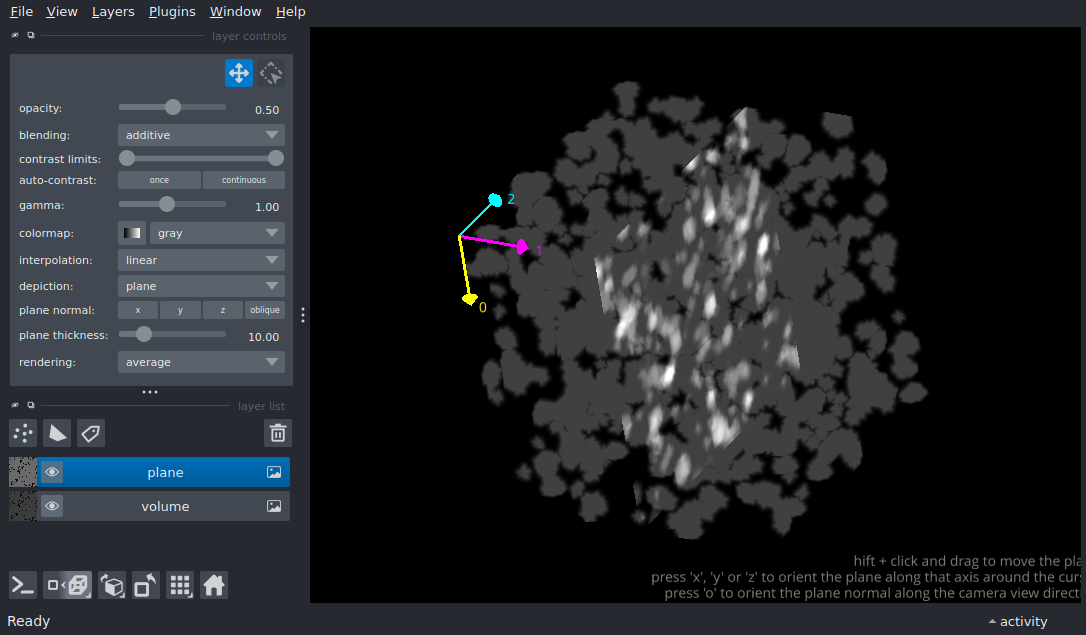 File View Layers Plugins Window Help
layer controls
opacity: 0.50
blending: additive
contrast limits:
auto-contrast: once continuous
gamma: 1.00
colormap: gray
interpolation: linear
depiction: plane
plane normal: x y z oblique
plane thickness: 10.00
rendering: average
layer list
plane
volume
2
1
0
hift + click and drag to move the pla
press 'x', 'y' or 'z' to orient the plane along that axis around the curs
press 'o' to orient the plane normal along the camera view direct
Ready
activity